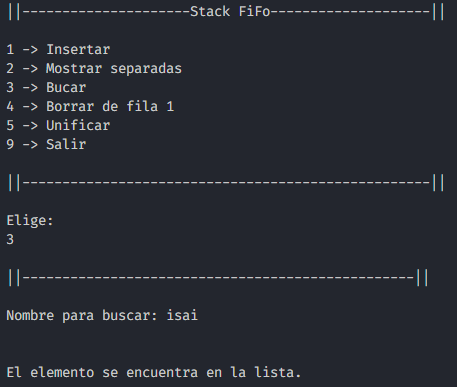 ||---------------------Stack FiFo--------------------||
1 -> Insertar
2 -> Mostrar separadas
3 -> Bucar
4 -> Borrar de fila 1
5 -> Unificar
9 -> Salir
||---------------------------------------------------||
Elige:
3
||-------------------------------------------------||
Nombre para buscar: isai
El elemento se encuentra en la lista.